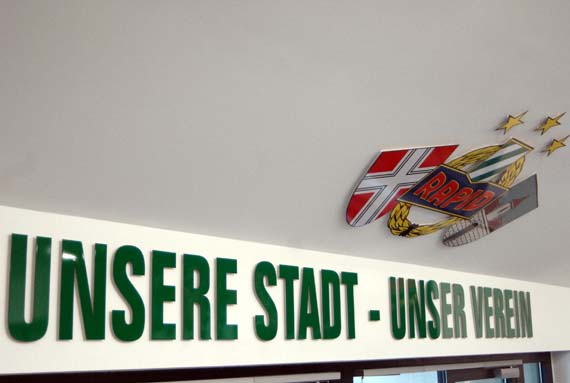 RAPID
UNSERE STADT - UNSER VEREIN